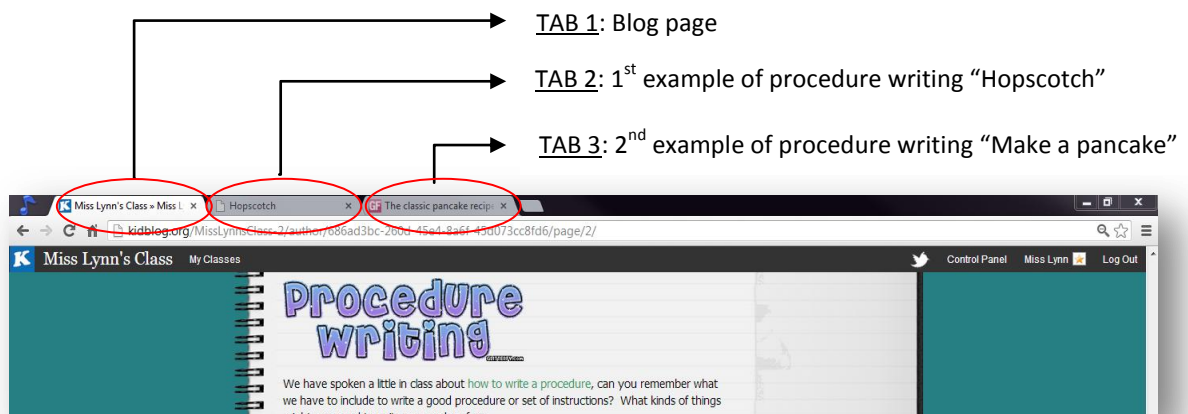 TAB 1: Blog page
TAB 2: 1st example of procedure writing “Hopscotch”
TAB 3: 2nd example of procedure writing “Make a pancake”
Miss Lynn's Class » Miss L
Hopscotch
GF The classic pancake recipe
kidblog.org/MissLynnsClass-2/author/686ad3bc-260d-45e4-8a6f-45d073cc8fd6/page/2/
K Miss Lynn's Class My Classes Control Panel Miss Lynn Log Out
Procedure
Writing
We have spoken a little in class about how to write a procedure, can you remember what
we have to include to write a good procedure or set of instructions? What kinds of things